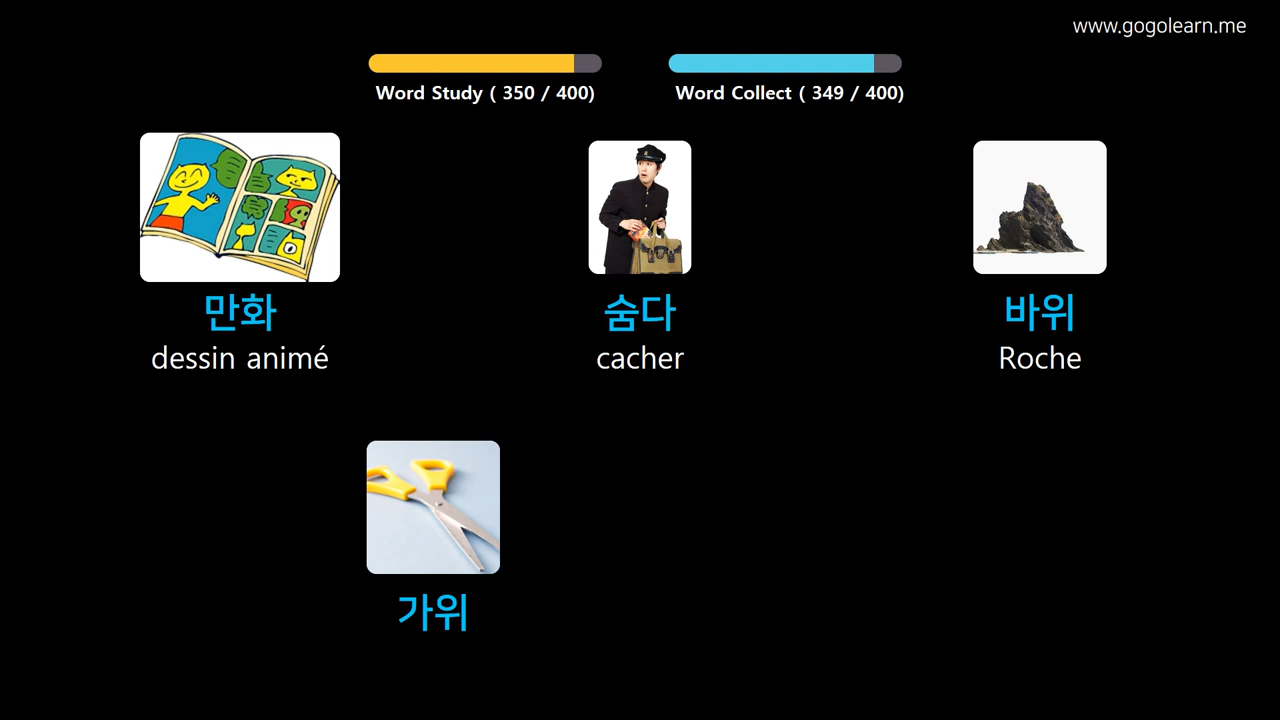 www.gogolearn.me
Word Study ( 350 / 400)
Word Collect ( 349 / 400)
만화
숨다
바위
dessin animé
cacher
Roche
가위